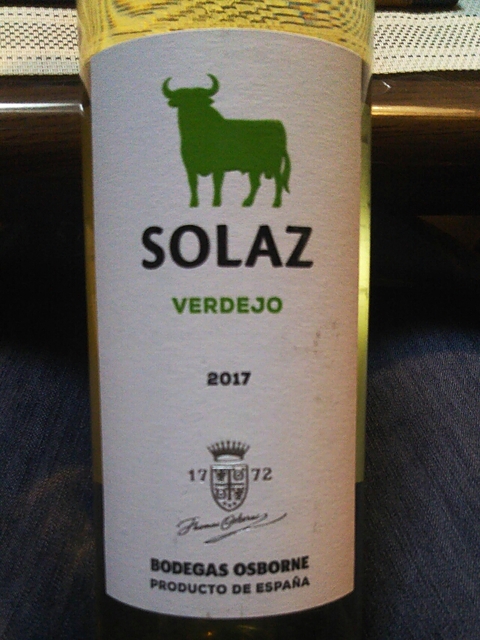 SOLAZ
VERDEJO
2017
17 72
BODEGAS OSBORNE
PRODUCTO DE ESPAÑA